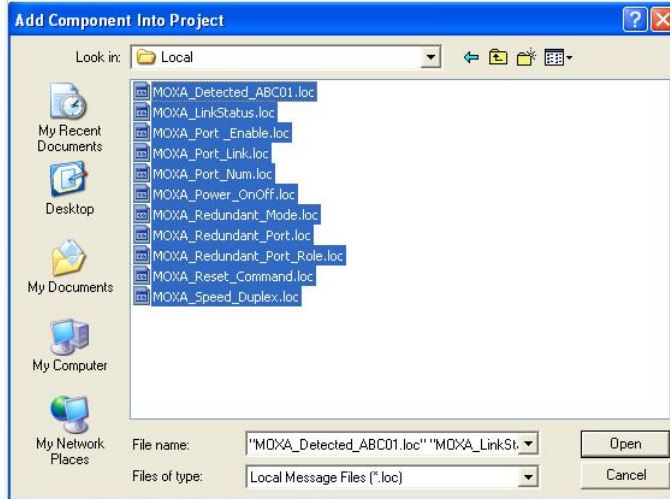 Add Component Into Project
Look in:
Local
My Recent
Documents
Desktop
My Documents
My Computer
My Network
Places
MOXA_Detected_ABC01.loc
MOXA_LinkStatus.loc
MOXA_Port _Enable.loc
MOXA_Port_Link.loc
MOXA_Port_Num.loc
MOXA_Power_OnOff.loc
MOXA_Redundant_Mode.loc
MOXA_Redundant_Port.loc
MOXA_Redundant_Port_Role.loc
MOXA_Reset_Command.loc
MOXA_Speed_Duplex.loc
File name:
"MOXA_Detected_ABC01.loc" "MOXA_LinkSt
Open
Files of type:
Local Message Files (*.loc)
Cancel